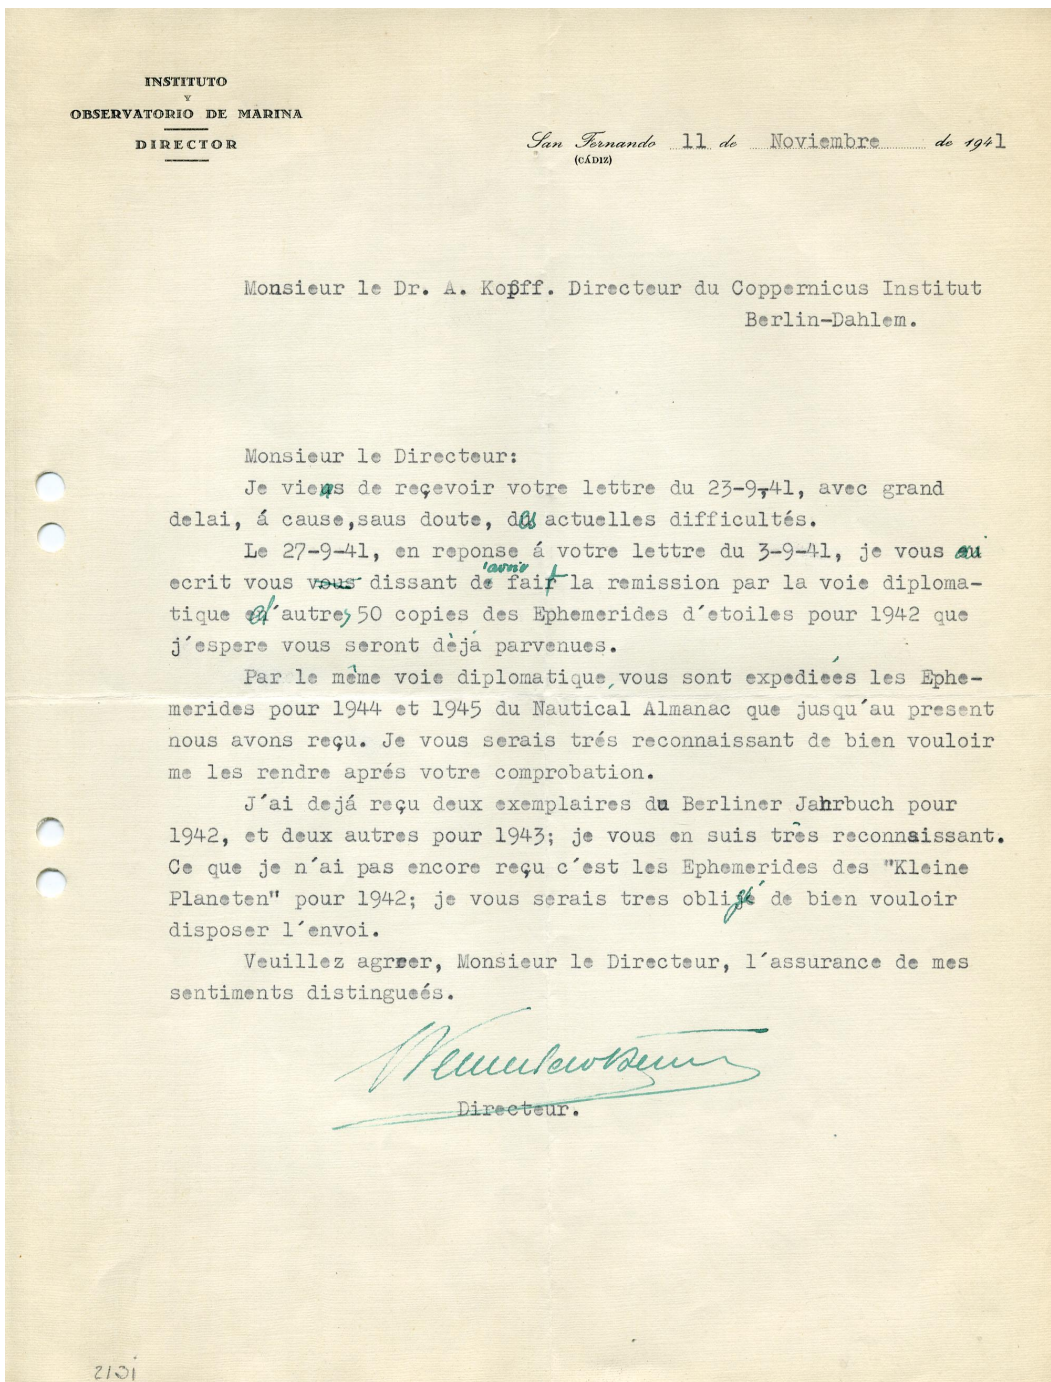 INSTITUTO
Y
OBSERVATORIO DE MARINA
DIRECTOR
San Fernando 11 de Noviembre de 1941
(CÁDIZ)
Monsieur le Dr. A. Kopff. Directeur du Coppernicus Institut
Berlin-Dahlem.
Monsieur le Directeur:
Je viens de reçevoir votre lettre du 23-9-41, avec grand
delai, á cause,saus doute, des actuelles difficultés.
Le 27-9-41, en reponse á votre lettre du 3-9-41, je vous ai
ecrit vous vous dissant d'avoir fait la remission par la voie diploma-
tique d'autres 50 copies des Ephemerides d'etoiles pour 1942 que
j'espere vous seront dèjá parvenues.
Par le même voie diplomatique, vous sont expedieés les Ephe-
merides pour 1944 et 1945 du Nautical Almanac que jusqu'au present
nous avons reçu. Je vous serais trés reconnaissant de bien vouloir
me les rendre aprés votre comprobation.
J'ai dejá reçu deux exemplaires du Berliner Jahrbuch pour
1942, et deux autres pour 1943; je vous en suis três reconnaissant.
Ce que je n'ai pas encore reçu c'est les Ephemerides des "Kleine
Planeten" pour 1942; je vous serais tres obligé de bien vouloir
disposer l'envoi.
Veuillez agreer, Monsieur le Directeur, l'assurance de mes
sentiments distingueés.
Directeur.